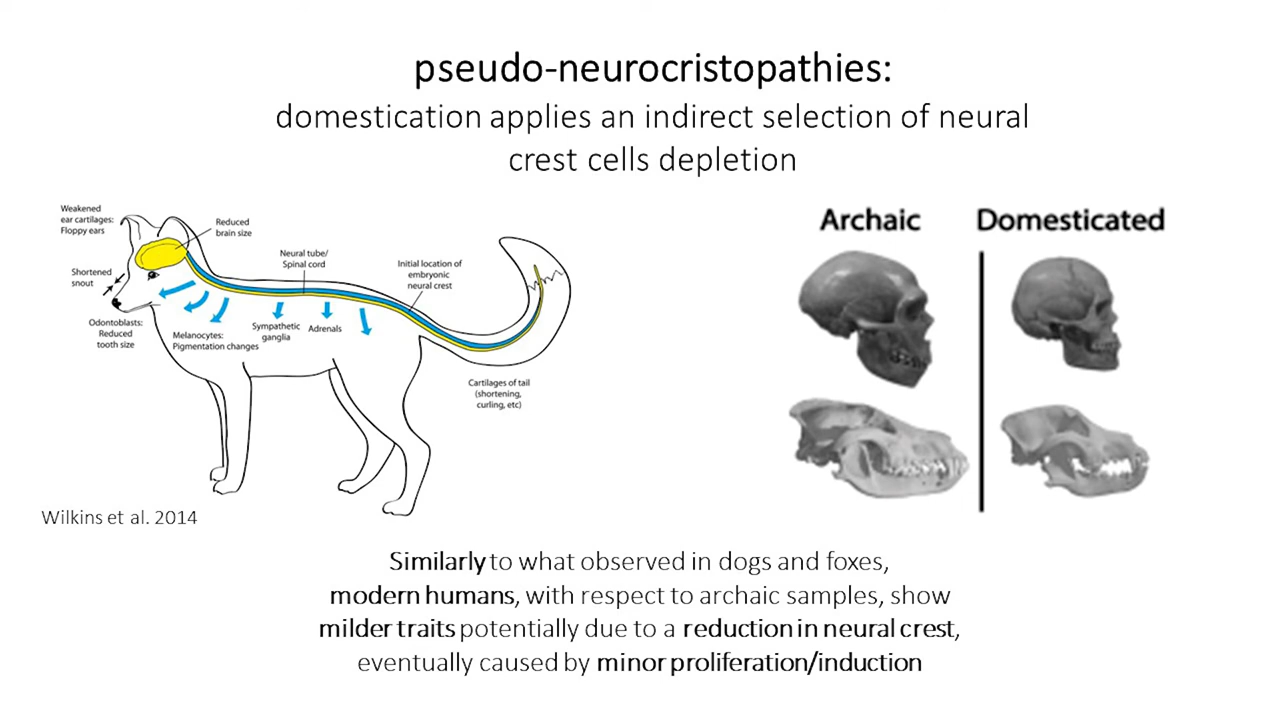 pseudo-neurocristopathies:
domestication applies an indirect selection of neural
crest cells depletion
Weakened
ear cartilages:
Floppy ears
Reduced
brain size
Shortened
snout
Neural tube/
Spinal cord
Initial location of
embryonic
neural crest
Odontoblasts:
Reduced
tooth size
Melanocytes:
Pigmentation changes
Sympathetic
ganglia
Adrenals
Cartilages of tail
(shortening,
curling, etc)
Archaic
Domesticated
Wilkins et al. 2014
Similarly to what observed in dogs and foxes,
modern humans, with respect to archaic samples, show
milder traits potentially due to a reduction in neural crest,
eventually caused by minor proliferation/induction